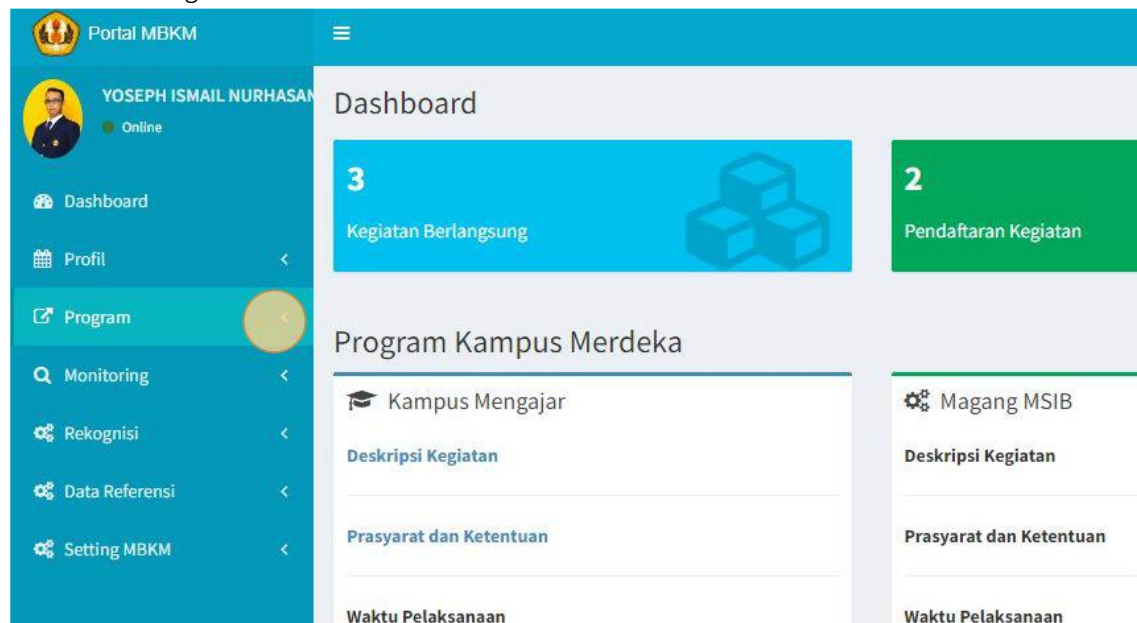 Portal MBKM
YOSEPH ISMAIL NURHASAN
Online
Dashboard
Profil
Program
Monitoring
Rekognisi
Data Referensi
Setting MBKM
Dashboard
3
Kegiatan Berlangsung
2
Pendaftaran Kegiatan
Program Kampus Merdeka
Kampus Mengajar
Deskripsi Kegiatan
Prasyarat dan Ketentuan
Waktu Pelaksanaan
Magang MSIB
Deskripsi Kegiatan
Prasyarat dan Ketentuan
Waktu Pelaksanaan